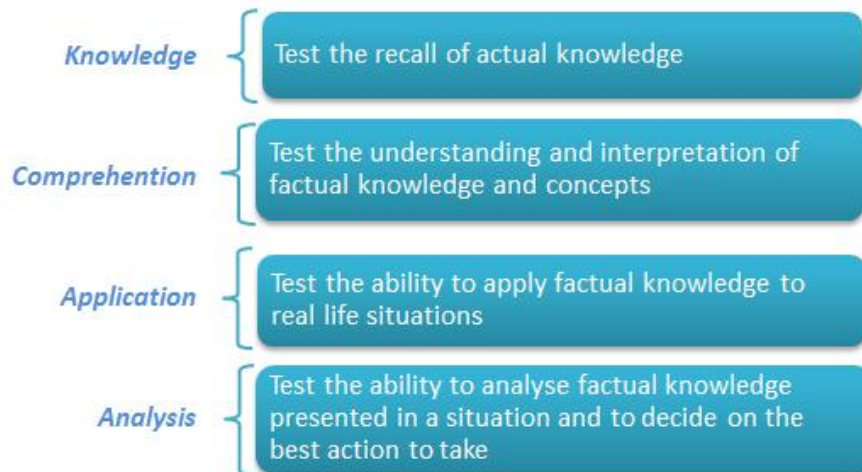 Knowledge
Test the recall of actual knowledge
Comprehention
Test the understanding and interpretation of
factual knowledge and concepts
Application
Test the ability to apply factual knowledge to
real life situations
Analysis
Test the ability to analyse factual knowledge
presented in a situation and to decide on the
best action to take